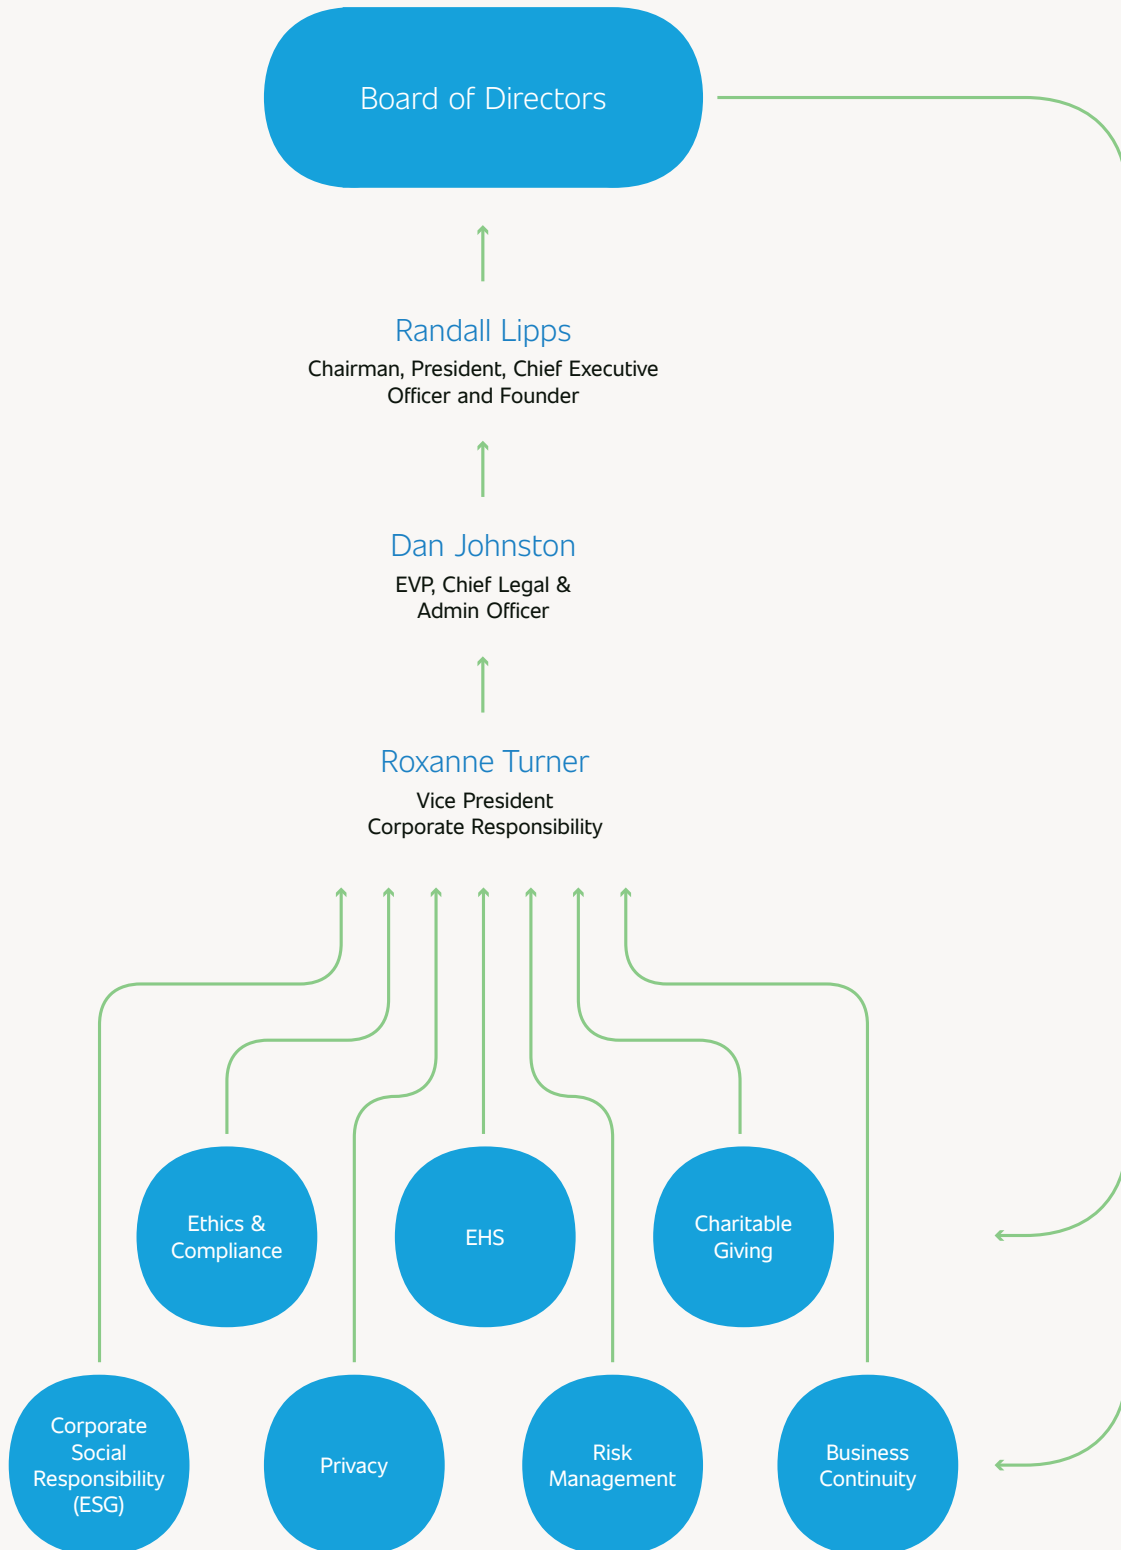 Board of Directors
Randall Lipps
Chairman, President, Chief Executive
Officer and Founder
Dan Johnston
EVP, Chief Legal &
Admin Officer
Roxanne Turner
Vice President
Corporate Responsibility
Ethics &
Compliance
EHS
Charitable
Giving
Corporate
Social
Responsibility
(ESG)
Privacy
Risk
Management
Business
Continuity